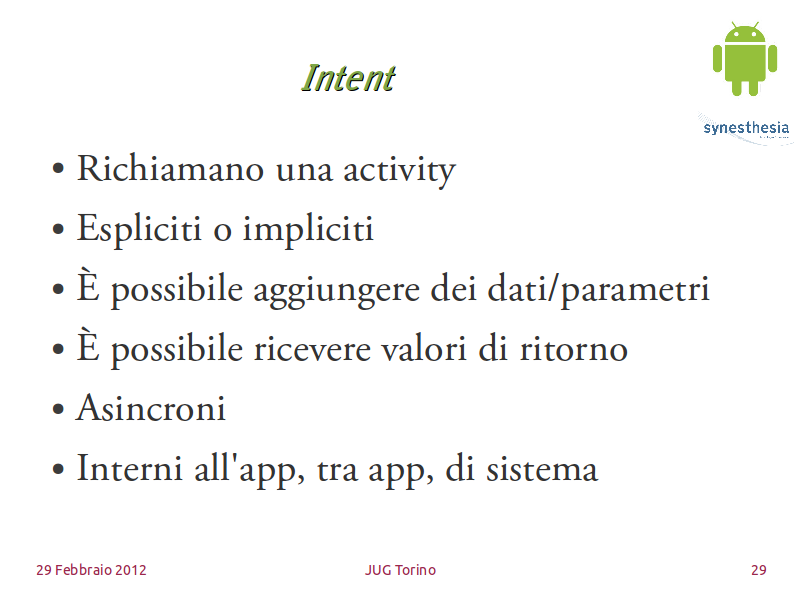 Intent
synesthesia
• Richiamano una activity
• Espliciti o impliciti
• È possibile aggiungere dei dati/parametri
• È possibile ricevere valori di ritorno
• Asincroni
• Interni all'app, tra app, di sistema
29 Febbraio 2012
JUG Torino
29